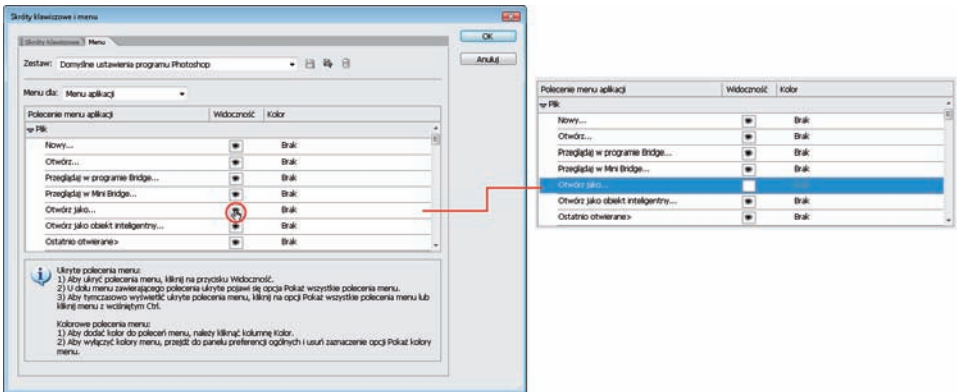 Skróty klawiszowe i menu
Skróty klawiszowe Menu
OK
Anuluj
Zestaw: Domyślne ustawienia programu Photoshop
Menu dla: Menu aplikacji
Polecenie menu aplikacji Widoczność Kolor
Plik
Nowy... Brak
Otwórz... Brak
Przeglądaj w programie Bridge... Brak
Przeglądaj w Mini Bridge... Brak
Otwórz jako... Brak
Otwórz jako obiekt inteligentny... Brak
Ostatnio otwierane> Brak
Ukryte polecenia menu:
1) Aby ukryć polecenia menu, kliknij na przycisku Widoczność.
2) U dołu menu zawierającego polecenia ukryte pojawi się opcja Pokaż wszystkie polecenia menu.
3) Aby tymczasowo wyświetlić ukryte polecenia menu, kliknij na opcji Pokaż wszystkie polecenia menu lub
kliknij menu z wciśniętym Ctrl.
Kolorowe polecenia menu:
1) Aby dodać kolor do poleceń menu, należy kliknąć kolumnę Kolor.
2) Aby wyłączyć kolory menu, przejdź do panelu preferencji ogólnych i usuń zaznaczenie opcji Pokaż kolory
menu.
Polecenie menu aplikacji Widoczność Kolor
Plik
Nowy... Brak
Otwórz... Brak
Przeglądaj w programie Bridge... Brak
Przeglądaj w Mini Bridge... Brak
Otwórz jako...
Otwórz jako obiekt inteligentny... Brak
Ostatnio otwierane> Brak